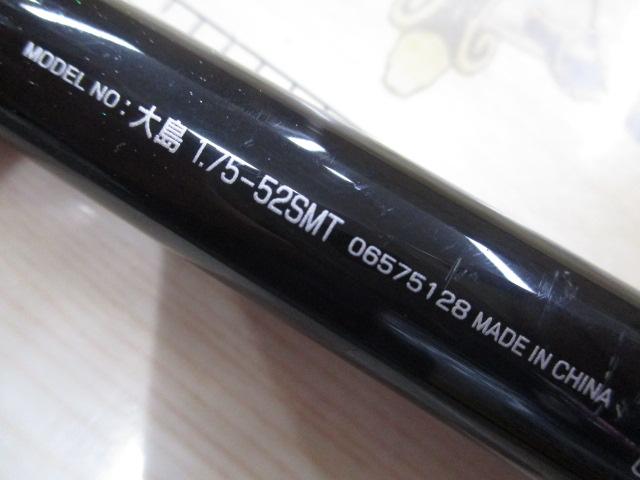 MODEL NO : 大島 1.75-52SMT 06575128 MADE IN CHINA